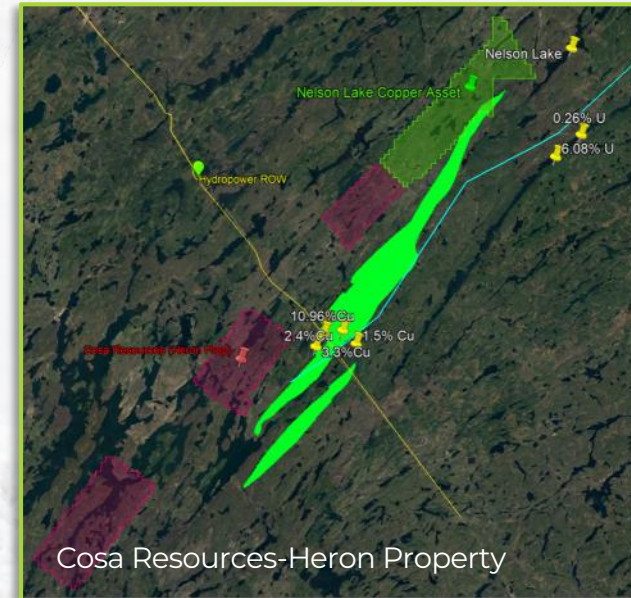 Nelson Lake
Nelson Lake Copper Asset
0.26% U
6.08% U
Hydropower ROW
10.96%Cu
2.4%Cu
1.5% Cu
3.3%Cu
Cosa Resources-Heron Property